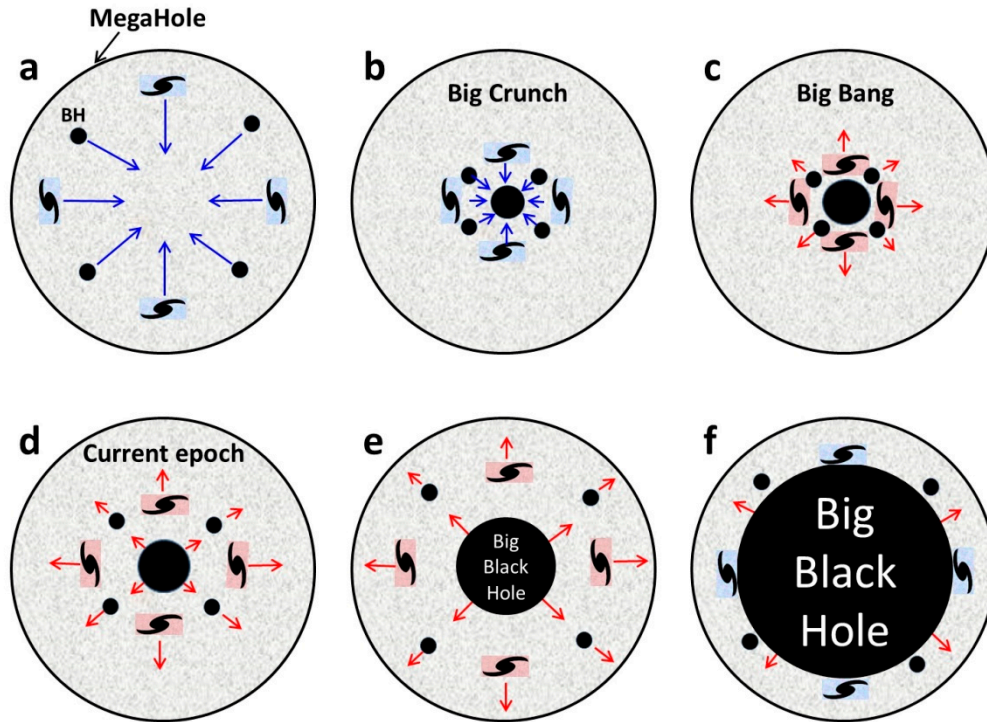 MegaHole
a
BH
b
Big Crunch
c
Big Bang
d
Current epoch
e
Big
Black
Hole
f
Big
Black
Hole